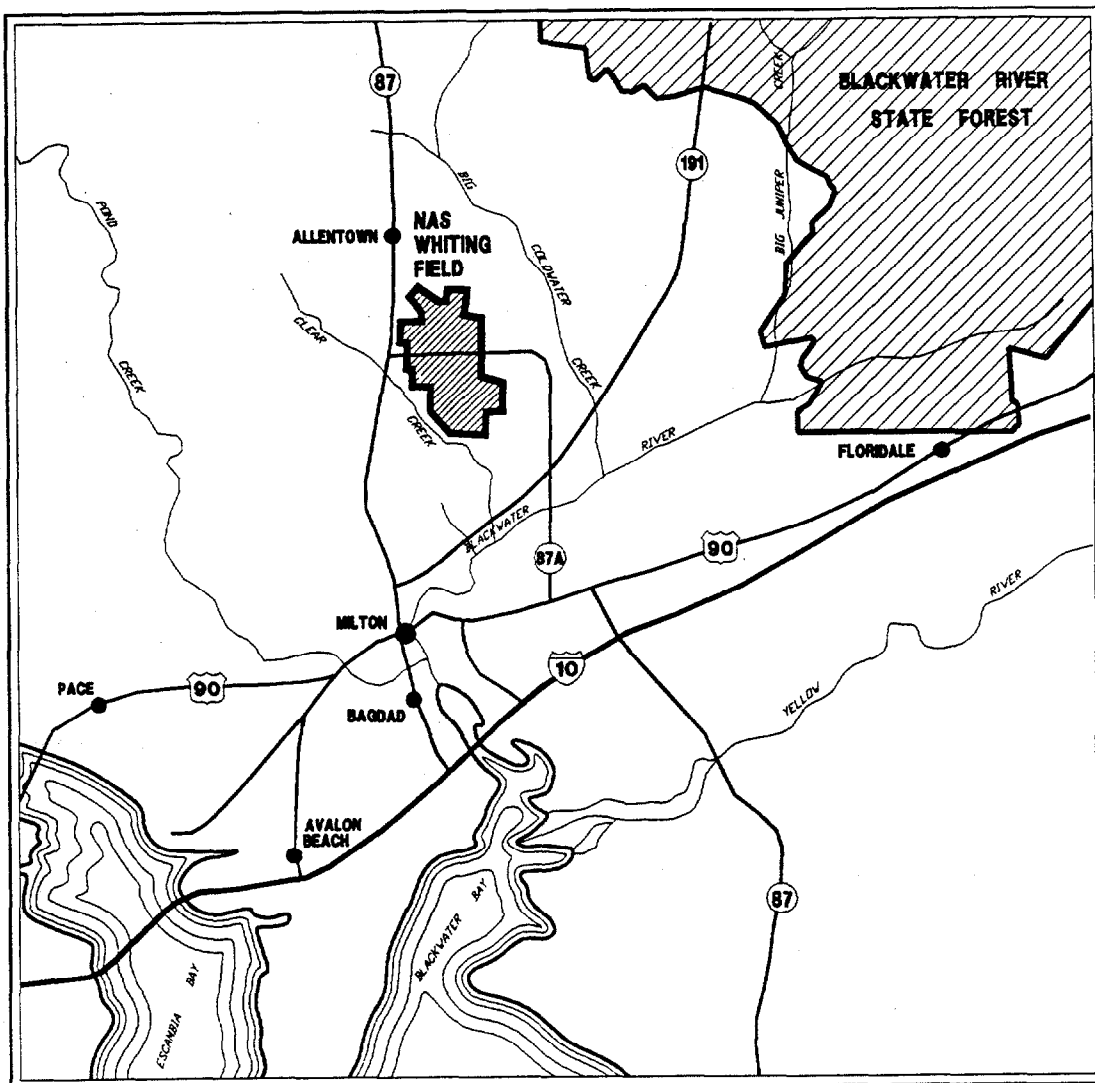 87
BLACKWATER RIVER
STATE FOREST
CREEK
191
BIG
POND
NAS
WHITING
FIELD
ALLENTOWN
BIG JUNIPER
COLDWATER
CLEAR
CREEK
CREEK
CREEK
RIVER
FLORIDALE
BLACKWATER
90
87A
RIVER
MILTON
10
PACE
90
YELLOW
BAGDAD
AVALON
BEACH
87
BLACKWATER BAY
ESCAMBIA BAY